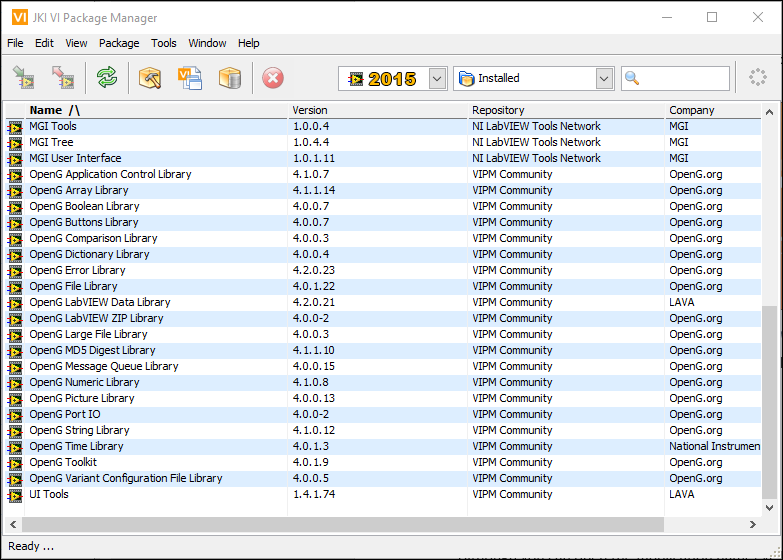 VI JKI VI Package Manager
File Edit View Package Tools Window Help
VI 2015 Installed
Name /\ Version Repository Company
MGI Tools 1.0.0.4 NI LabVIEW Tools Network MGI
MGI Tree 1.0.4.4 NI LabVIEW Tools Network MGI
MGI User Interface 1.0.1.11 NI LabVIEW Tools Network MGI
OpenG Application Control Library 4.1.0.7 VIPM Community OpenG.org
OpenG Array Library 4.1.1.14 VIPM Community OpenG.org
OpenG Boolean Library 4.0.0.7 VIPM Community OpenG.org
OpenG Buttons Library 4.0.0.7 VIPM Community OpenG.org
OpenG Comparison Library 4.0.0.3 VIPM Community OpenG.org
OpenG Dictionary Library 4.0.0.4 VIPM Community OpenG.org
OpenG Error Library 4.2.0.23 VIPM Community OpenG.org
OpenG File Library 4.0.1.22 VIPM Community OpenG.org
OpenG LabVIEW Data Library 4.2.0.21 VIPM Community LAVA
OpenG LabVIEW ZIP Library 4.0.0-2 VIPM Community OpenG.org
OpenG Large File Library 4.0.0.3 VIPM Community OpenG.org
OpenG MD5 Digest Library 4.1.1.10 VIPM Community OpenG.org
OpenG Message Queue Library 4.0.0.15 VIPM Community OpenG.org
OpenG Numeric Library 4.1.0.8 VIPM Community OpenG.org
OpenG Picture Library 4.0.0.13 VIPM Community OpenG.org
OpenG Port IO 4.0.0-2 VIPM Community OpenG.org
OpenG String Library 4.1.0.12 VIPM Community OpenG.org
OpenG Time Library 4.0.1.3 VIPM Community National Instrumen
OpenG Toolkit 4.0.1.9 VIPM Community OpenG.org
OpenG Variant Configuration File Library 4.0.0.5 VIPM Community OpenG.org
UI Tools 1.4.1.74 VIPM Community LAVA
Ready ...